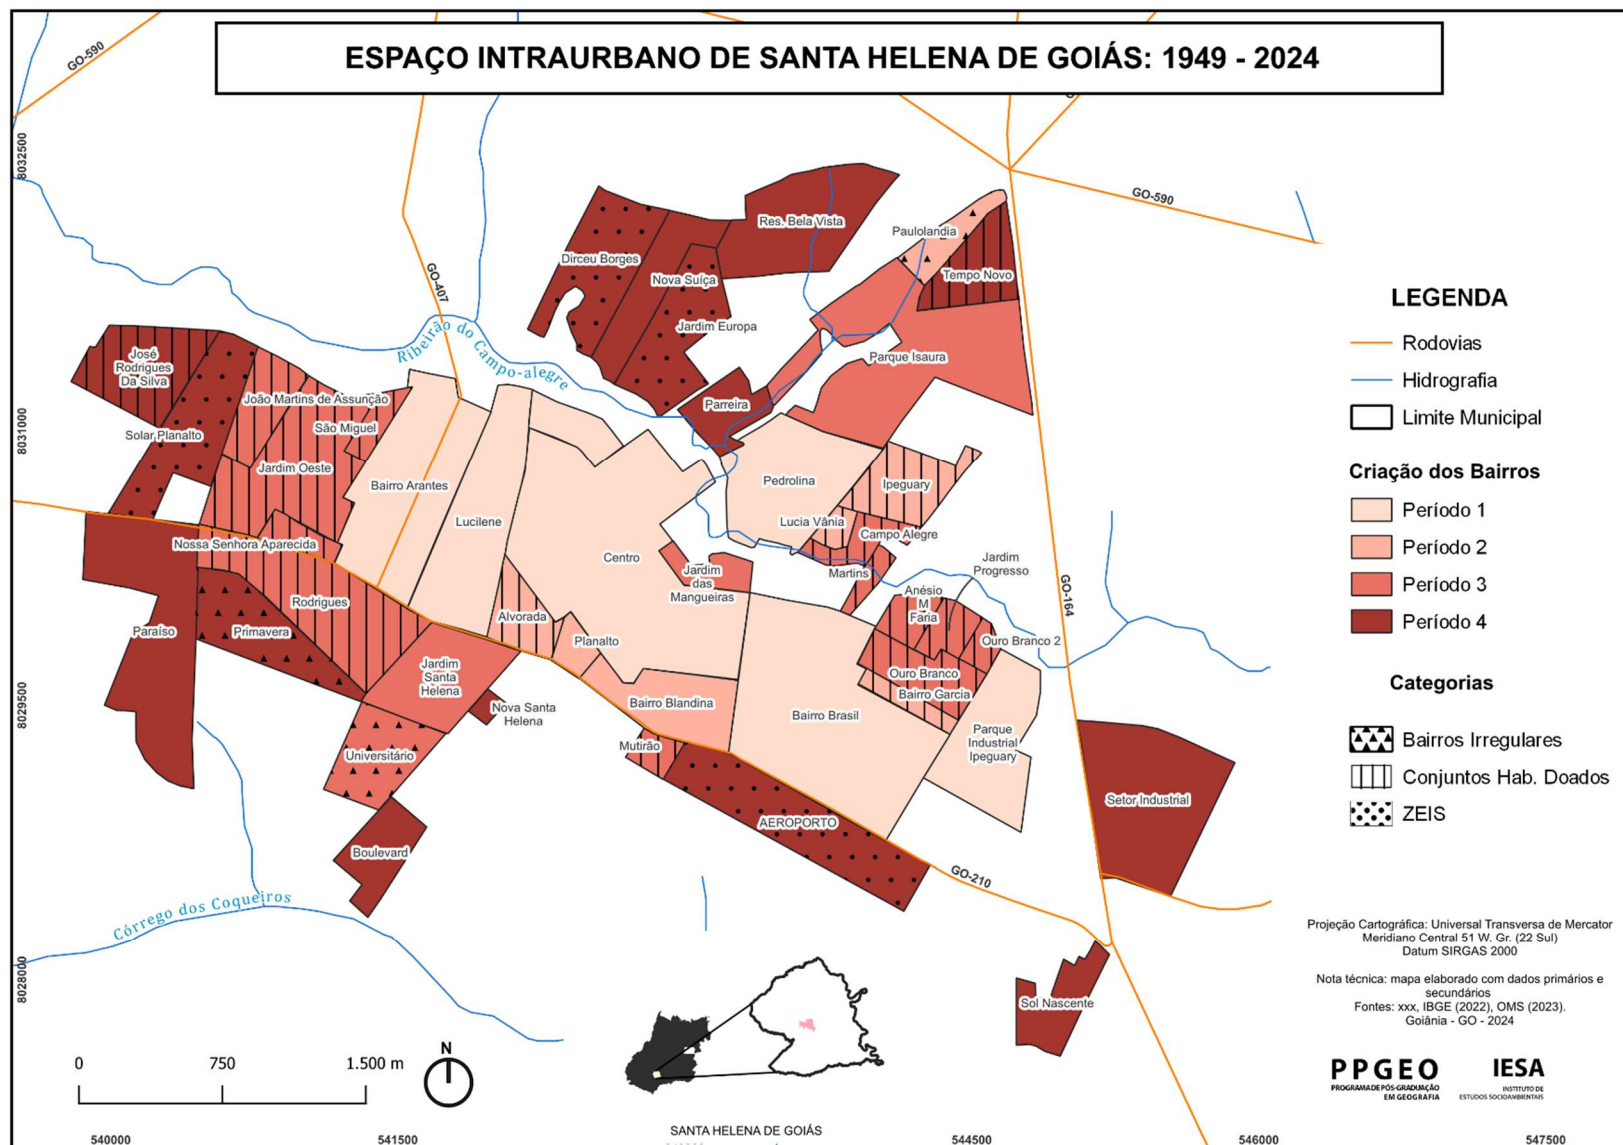 ESPAÇO INTRAURBANO DE SANTA HELENA DE GOIÁS: 1949 - 2024
GO-590
GO-590
GO-407
GO-164
GO-210
8032500
8031000
8029500
8028000
Ribeirão do Campo-alegre
Córrego dos Coqueiros
Res. Bela Vista
Dirceu Borges
Nova Suíça
Jardim Europa
Paulolandia
Tempo Novo
Parque Isaura
Parreira
José
Rodrigues
Da Silva
João Martins de Assunção
São Miguel
Solar Planalto
Jardim Oeste
Bairro Arantes
Lucilene
Pedrolina
Ipeguary
Lucia Vânia
Campo Alegre
Nossa Senhora Aparecida
Centro
Jardim
das
Mangueiras
Martins
Jardim
Progresso
Anésio
M
Faria
Ouro Branco 2
Rodrigues
Alvorada
Planalto
Paraíso
Primavera
Jardim
Santa
Helena
Ouro Branco
Bairro Garcia
Bairro Blandina
Bairro Brasil
Nova Santa
Helena
Parque
Industrial
Ipeguary
Mutirão
Universitário
Setor Industrial
AEROPORTO
Boulevard
Sol Nascente
LEGENDA
Rodovias
Hidrografia
Limite Municipal
Criação dos Bairros
Período 1
Período 2
Período 3
Período 4
Categorias
Bairros Irregulares
Conjuntos Hab. Doados
ZEIS
Projeção Cartográfica: Universal Transversa de Mercator
Meridiano Central 51 W. Gr. (22 Sul)
Datum SIRGAS 2000
Nota técnica: mapa elaborado com dados primários e
secundários
Fontes: xxx, IBGE (2022), OMS (2023).
Goiânia - GO - 2024
PPGEO
PROGRAMA DE PÓS-GRADUAÇÃO
EM GEOGRAFIA
IESA
INSTITUTO DE
ESTUDOS SOCIOAMBIENTAIS
0 750 1.500 m
N
SANTA HELENA DE GOIÁS
540000 541500 544500 546000 547500